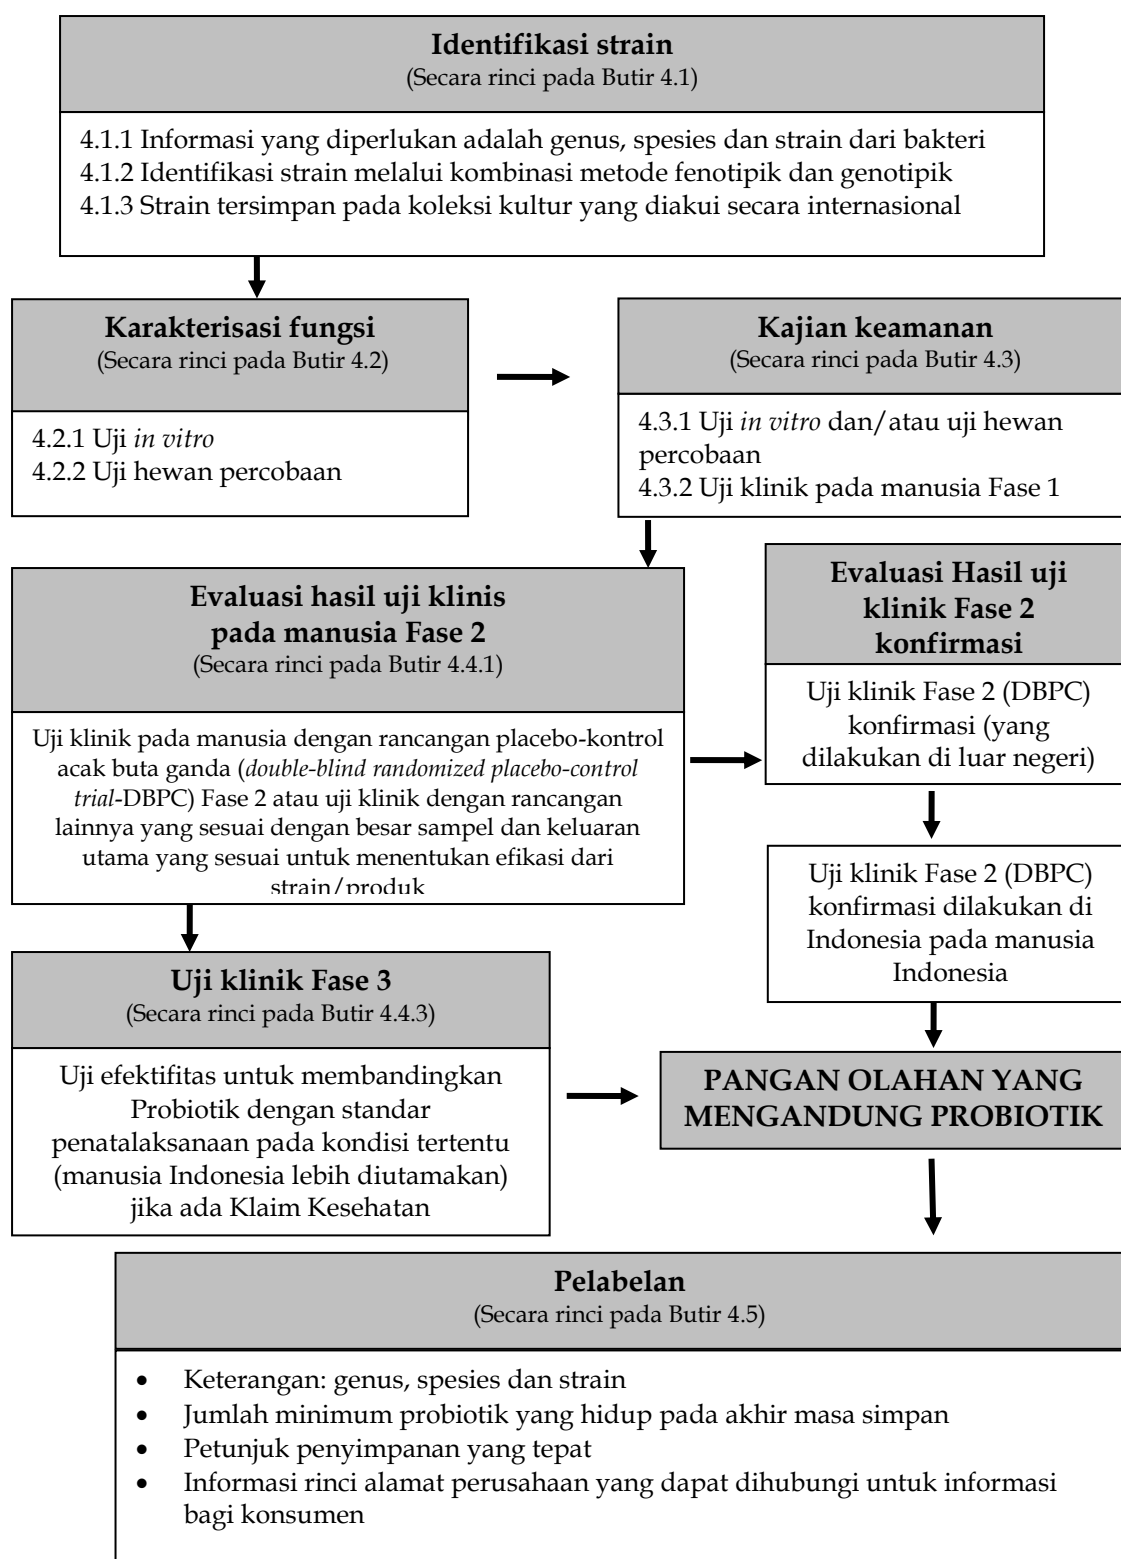 Identifikasi strain
(Secara rinci pada Butir 4.1)
4.1.1 Informasi yang diperlukan adalah genus, spesies dan strain dari bakteri
4.1.2 Identifikasi strain melalui kombinasi metode fenotipik dan genotipik
4.1.3 Strain tersimpan pada koleksi kultur yang diakui secara internasional
Karakterisasi fungsi
(Secara rinci pada Butir 4.2)
4.2.1 Uji in vitro
4.2.2 Uji hewan percobaan
Kajian keamanan
(Secara rinci pada Butir 4.3)
4.3.1 Uji in vitro dan/atau uji hewan
percobaan
4.3.2 Uji klinik pada manusia Fase 1
Evaluasi hasil uji klinis
pada manusia Fase 2
(Secara rinci pada Butir 4.4.1)
Uji klinik pada manusia dengan rancangan placebo-kontrol
acak buta ganda (double-blind randomized placebo-control
trial-DBPC) Fase 2 atau uji klinik dengan rancangan
lainnya yang sesuai dengan besar sampel dan keluaran
utama yang sesuai untuk menentukan efikasi dari
strain/produk
Evaluasi Hasil uji
klinik Fase 2
konfirmasi
Uji klinik Fase 2 (DBPC)
konfirmasi (yang
dilakukan di luar negeri)
Uji klinik Fase 2 (DBPC)
konfirmasi dilakukan di
Indonesia pada manusia
Indonesia
Uji klinik Fase 3
(Secara rinci pada Butir 4.4.3)
Uji efektifitas untuk membandingkan
Probiotik dengan standar
penatalaksanaan pada kondisi tertentu
(manusia Indonesia lebih diutamakan)
jika ada Klaim Kesehatan
PANGAN OLAHAN YANG
MENGANDUNG PROBIOTIK
Pelabelan
(Secara rinci pada Butir 4.5)
• Keterangan: genus, spesies dan strain
• Jumlah minimum probiotik yang hidup pada akhir masa simpan
• Petunjuk penyimpanan yang tepat
• Informasi rinci alamat perusahaan yang dapat dihubungi untuk informasi
bagi konsumen